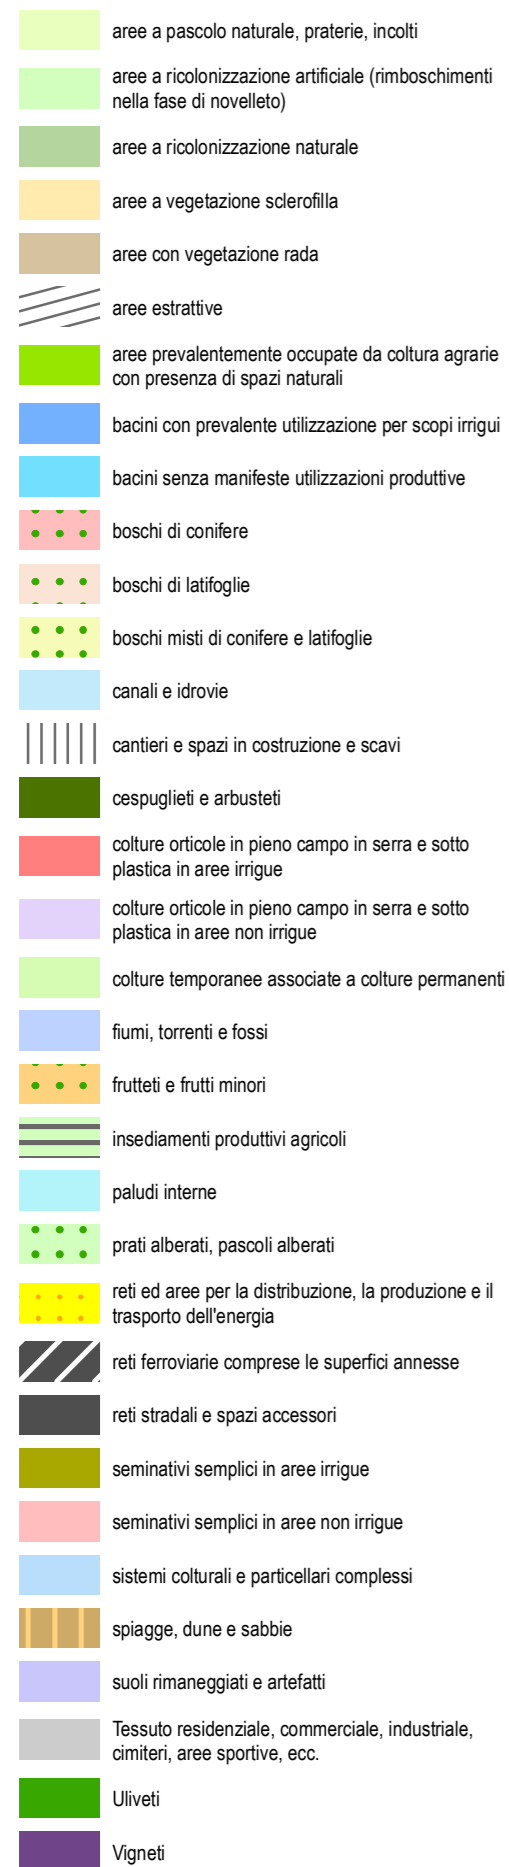 aree a pascolo naturale, praterie, incolti
aree a ricolonizzazione artificiale (rimboschimenti
nella fase di novelleto)
aree a ricolonizzazione naturale
aree a vegetazione sclerofilla
aree con vegetazione rada
aree estrattive
aree prevalentemente occupate da coltura agrarie
con presenza di spazi naturali
bacini con prevalente utilizzazione per scopi irrigui
bacini senza manifeste utilizzazioni produttive
boschi di conifere
boschi di latifoglie
boschi misti di conifere e latifoglie
canali e idrovie
cantieri e spazi in costruzione e scavi
cespuglieti e arbusteti
colture orticole in pieno campo in serra e sotto
plastica in aree irrigue
colture orticole in pieno campo in serra e sotto
plastica in aree non irrigue
colture temporanee associate a colture permanenti
fiumi, torrenti e fossi
frutteti e frutti minori
insediamenti produttivi agricoli
paludi interne
prati alberati, pascoli alberati
reti ed aree per la distribuzione, la produzione e il
trasporto dell'energia
reti ferroviarie comprese le superfici annesse
reti stradali e spazi accessori
seminativi semplici in aree irrigue
seminativi semplici in aree non irrigue
sistemi colturali e particellari complessi
spiagge, dune e sabbie
suoli rimaneggiati e artefatti
Tessuto residenziale, commerciale, industriale,
cimiteri, aree sportive, ecc.
Uliveti
Vigneti